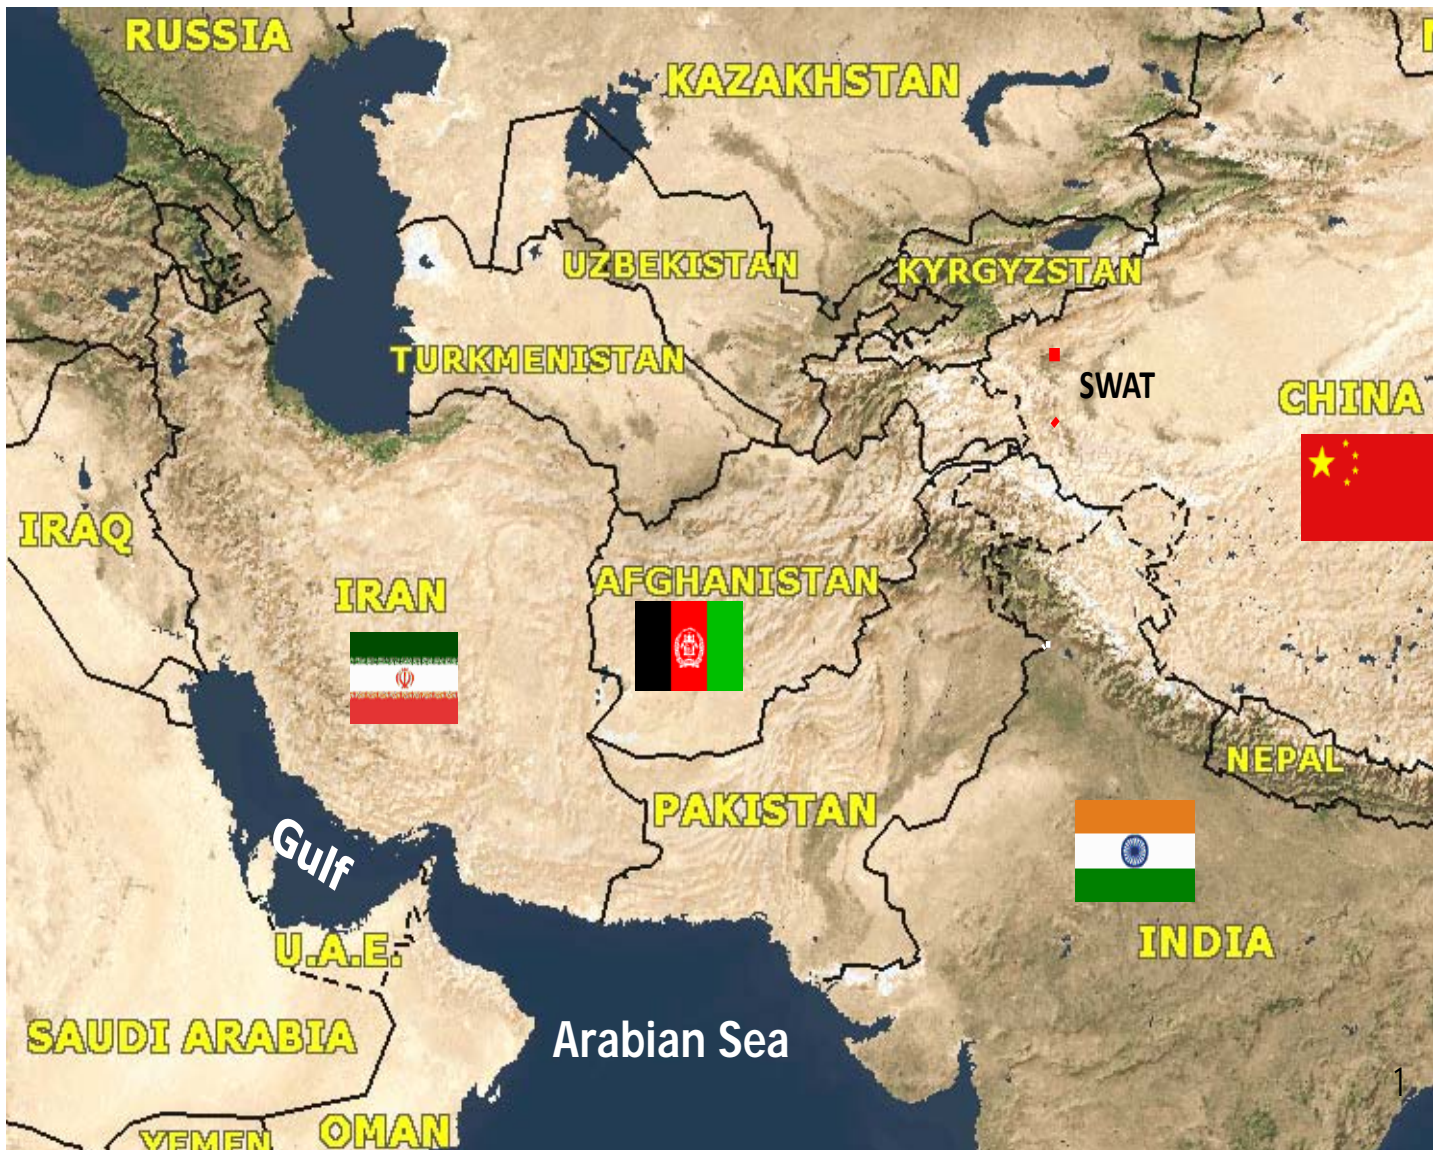 RUSSIA
KAZAKHSTAN
UZBEKISTAN
KYRGYZSTAN
TURKMENISTAN
SWAT
CHINA
IRAQ
IRAN
AFGHANISTAN
NEPAL
PAKISTAN
Gulf
U.A.E.
INDIA
SAUDI ARABIA
Arabian Sea
1
OMAN
YEMEN